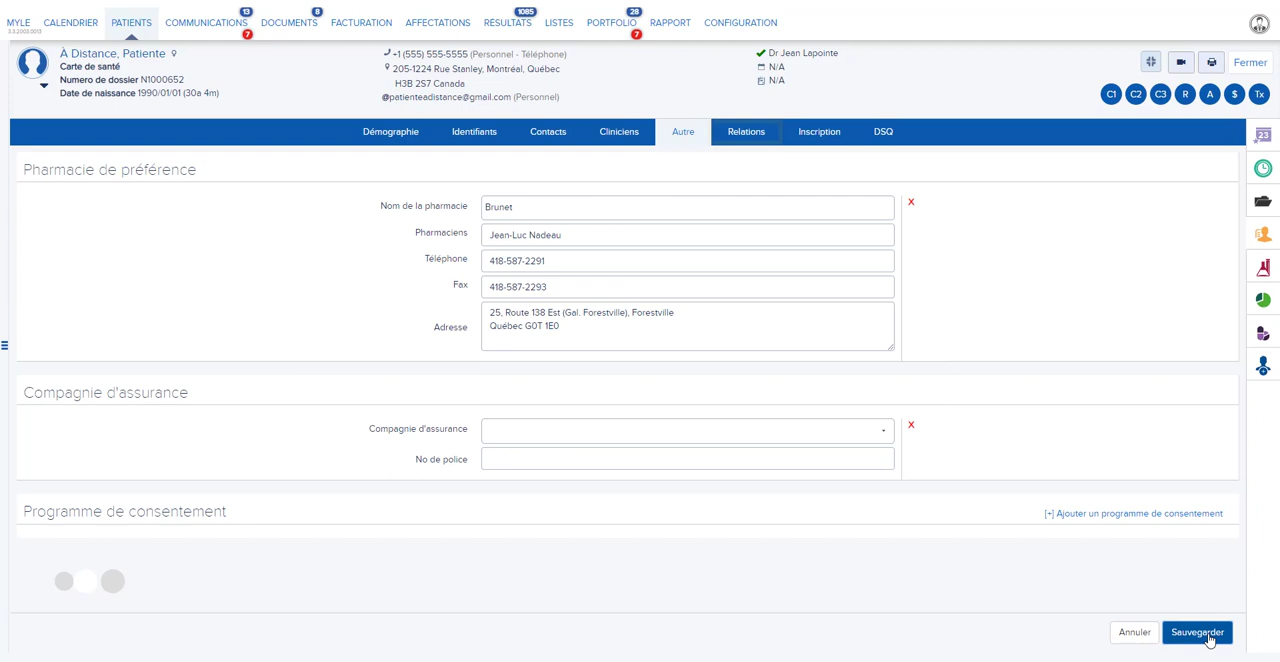 MYLE CALENDRIER PATIENTS COMMUNICATIONS 13 7 DOCUMENTS 8 FACTURATION AFFECTATIONS RÉSULTATS 1085 LISTES PORTFOLIO 28 7 RAPPORT CONFIGURATION
À Distance, Patiente
Carte de santé
Numero de dossier N1000652
Date de naissance 1990/01/01 (30a 4m)
+1 (555) 555-5555 (Personnel - Téléphone)
205-1224 Rue Stanley, Montréal, Québec
H3B 2S7 Canada
@patienteadistance@gmail.com (Personnel)
Dr Jean Lapointe
N/A
N/A
Fermer
C1 C2 C3 R A $ Tx
Démographie Identifiants Contacts Cliniciens Autre Relations Inscription DSQ
23
Pharmacie de préférence
Nom de la pharmacie Brunet X
Pharmaciens Jean-Luc Nadeau
Téléphone 418-587-2291
Fax 418-587-2293
Adresse 25, Route 138 Est (Gal. Forestville), Forestville
Québec G0T 1E0
Compagnie d'assurance
Compagnie d'assurance X
No de police
Programme de consentement
[+] Ajouter un programme de consentement
Annuler Sauvegarder